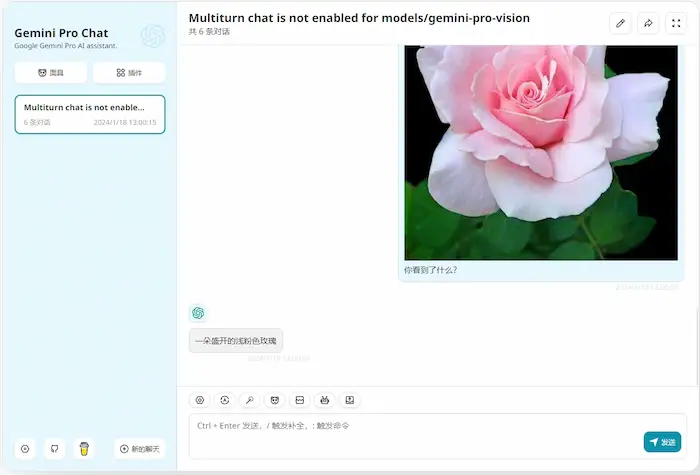 Gemini Pro Chat
Google Gemini Pro AI assistant.
面具
插件
Multiturn chat is not enable...
6 条对话
2024/1/18 13:00:15
新的聊天
Multiturn chat is not enabled for models/gemini-pro-vision
共 6 条对话
你看到了什么?
一朵盛开的浅粉色玫瑰
Ctrl + Enter 发送，/ 触发补全，: 触发命令
发送